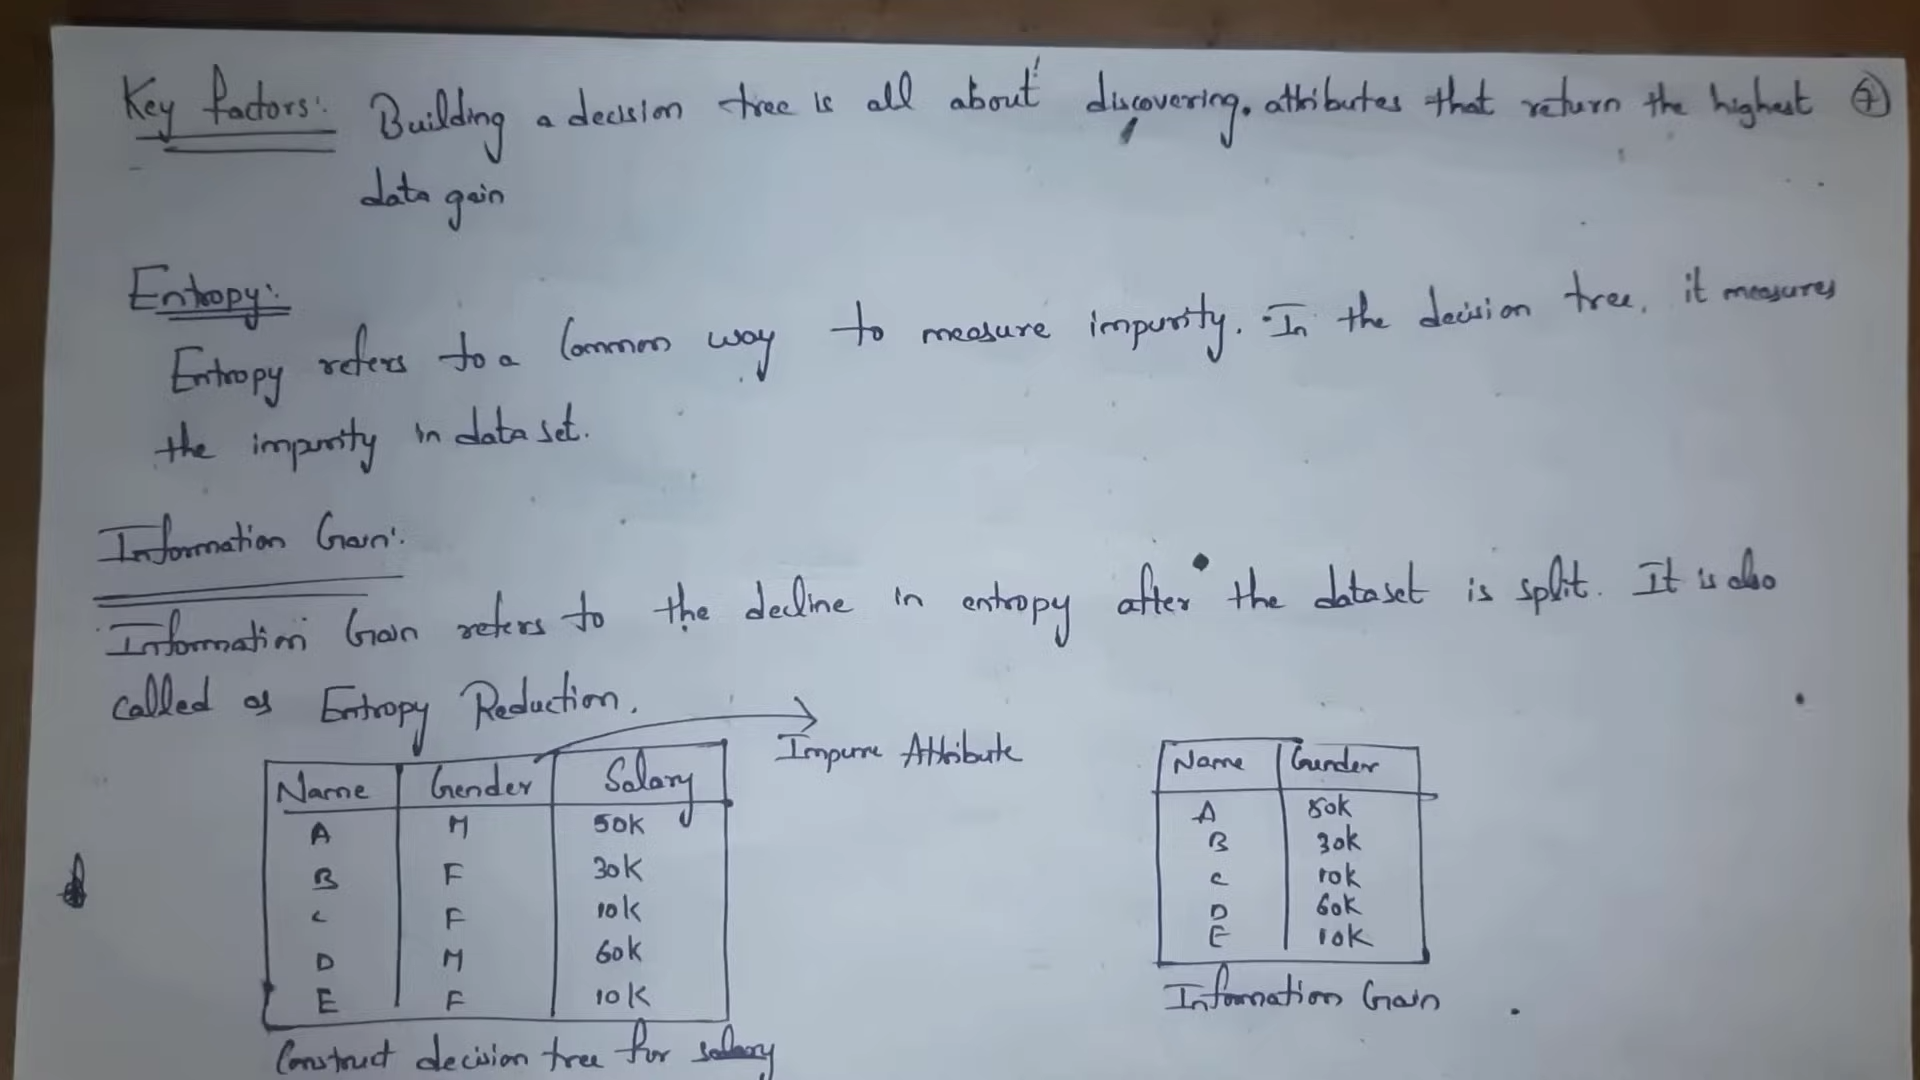 Key factors: Building a decision tree is all about discovering. attributes that return the highest 7
data gain
Entropy:
Entropy refers to a Common way to measure impurity. In the decision tree, it measures
the impurity in data set.
Information Gain:
Information Gain refers to the decline in entropy after the dataset is split. It is also
called as Entropy Reduction.
Impure Attribute
Name Gender Salary
A M 50K
B F 30K
C F 10K
D M 60K
E F 10K
Construct decision tree for salary
Name Gender
A 50K
B 30K
C 10K
D 60K
E 10K
Information Gain